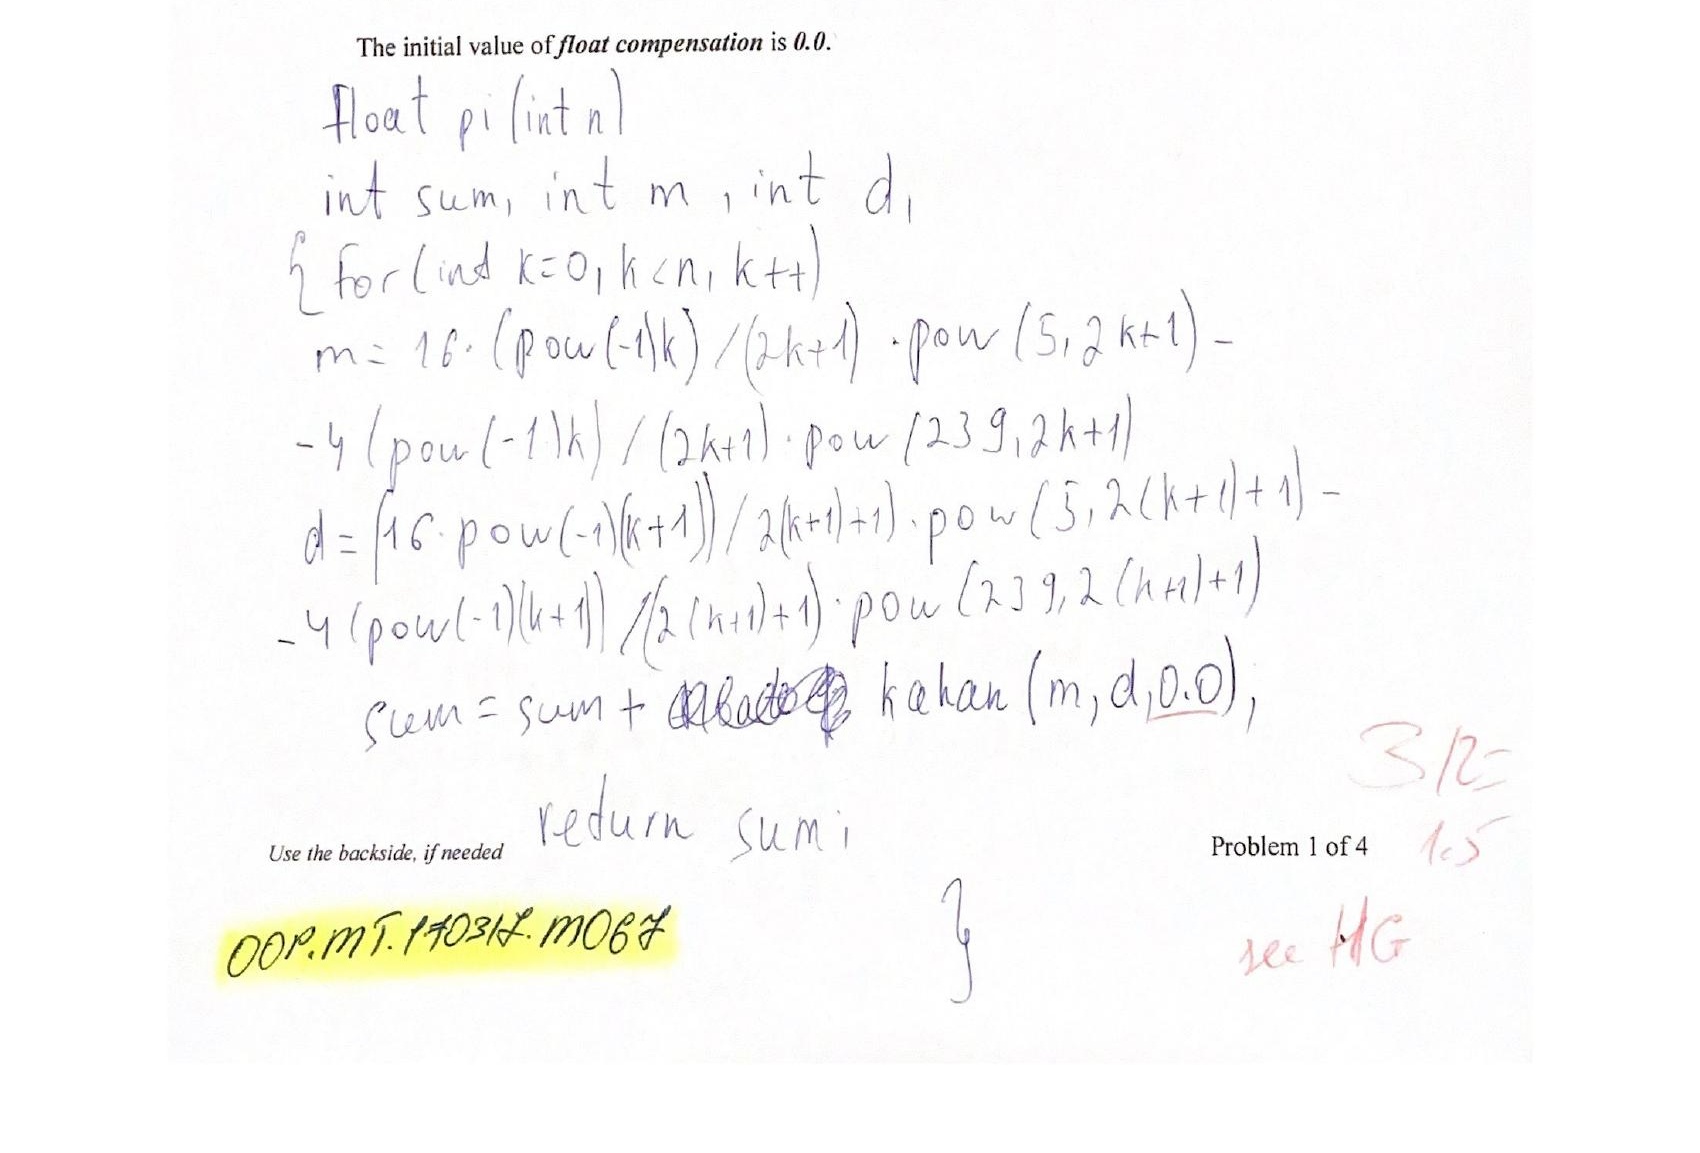 The initial value of float compensation is 0.0.
float pi (int n)
int sum, int m , int d,
{ for (int k=0, k<n, k++)
m= 16· (pow(-1)k) /(2k+1) ·pow (5,2k+1) -
-4 (pow(-1)k) / (2k+1)·pow (239,2k+1)
d=(16·pow(-1)(k+1))/2(k+1)+1)·pow(5,2(k+1)+1) -
-4 (pow(-1)(k+1)) /(2(k+1)+1)·pow (239,2(k+1)+1)
sum = sum + kahan (m,d,0.0);
3/2=
return sum;
Use the backside, if needed
Problem 1 of 4
1.5
OOP.MT.170317.M067
}
see HG